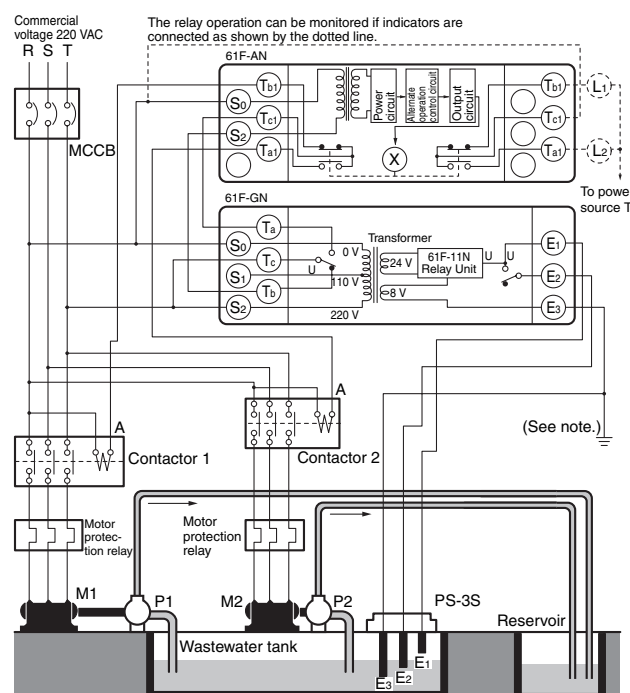 Commercial
voltage 220 VAC
R S T
The relay operation can be monitored if indicators are
connected as shown by the dotted line.
MCCB
61F-AN
Tb1
S0
Tc1
S2
Ta1
Power
circuit
Alternate
operation
control circuit
Output
circuit
X
Tb1
Tc1
Ta1
L1
L2
To powe
source T
61F-GN
Ta
S0
Tc
S1
Tb
S2
U
0 V
110 V
220 V
Transformer
24 V
8 V
61F-11N
Relay Unit
U U
E1
E2
E3
(See note.)
A
Contactor 1
A
Contactor 2
Motor
protec-
tion relay
Motor
protection
relay
M1
P1
M2
P2
PS-3S
Reservoir
Wastewater tank
E3
E2
E1